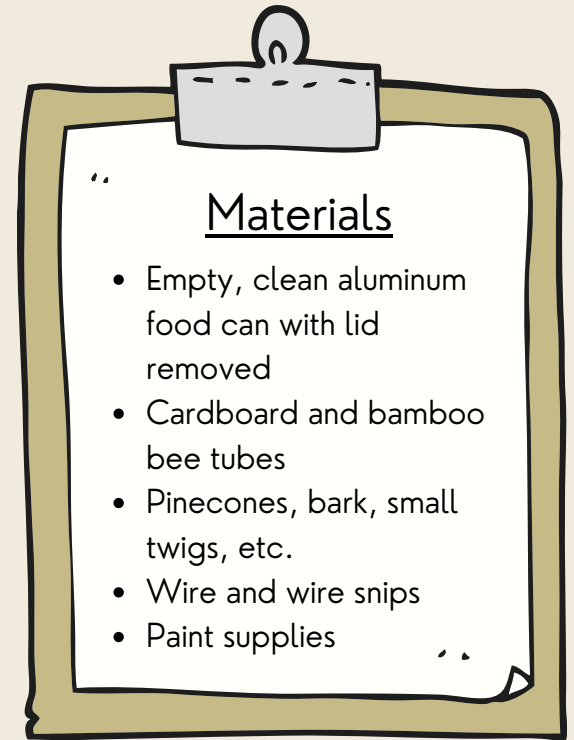 Materials
• Empty, clean aluminum
food can with lid
removed
• Cardboard and bamboo
bee tubes
• Pinecones, bark, small
twigs, etc.
• Wire and wire snips
• Paint supplies